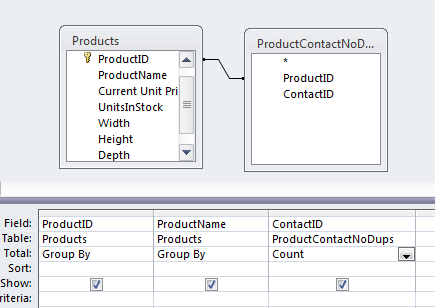 Products
ProductID
ProductName
Current Unit Pri
UnitsInStock
Width
Height
Depth
ProductContactNoD...
*
ProductID
ContactID
Field: ProductID ProductName ContactID
Table: Products Products ProductContactNoDups
Total: Group By Group By Count
Sort:
Show:
riteria: